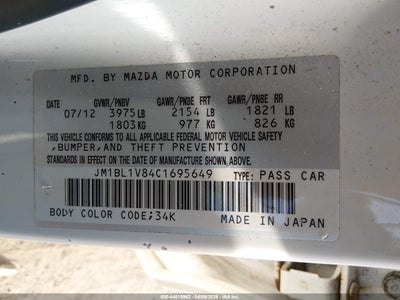 MFD. BY MAZDA MOTOR CORPORATION
DATE GVWR/PNBV GAWR/PNBE FRT GAWR/PNBE RR
07/12 3975LB 2154 LB 1821 LB
1803KG 977 KG 826 KG
THIS VEHICLE CONFORMS TO ALL APPLICABLE FEDERAL MOTOR VEHICLE SAFETY
,BUMPER,AND THEFT PREVENTION
STANDARDS IN EFFECT ON THE DATE OF MANUFACTURE SHOWN ABOVE.
JM1BL1V84C1695649 TYPE: PASS CAR
BODY COLOR CODE;34K MADE IN JAPAN